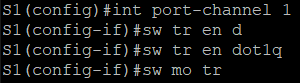 S1(config)#int port-channel 1
S1(config-if)#sw tr en d
S1(config-if)#sw tr en dot1q
S1(config-if)#sw mo tr